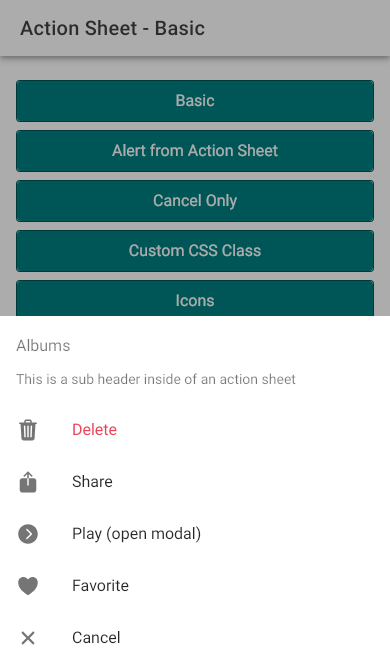 Action Sheet - Basic
Basic
Alert from Action Sheet
Cancel Only
Custom CSS Class
Icons
Albums
This is a sub header inside of an action sheet
Delete
Share
Play (open modal)
Favorite
Cancel